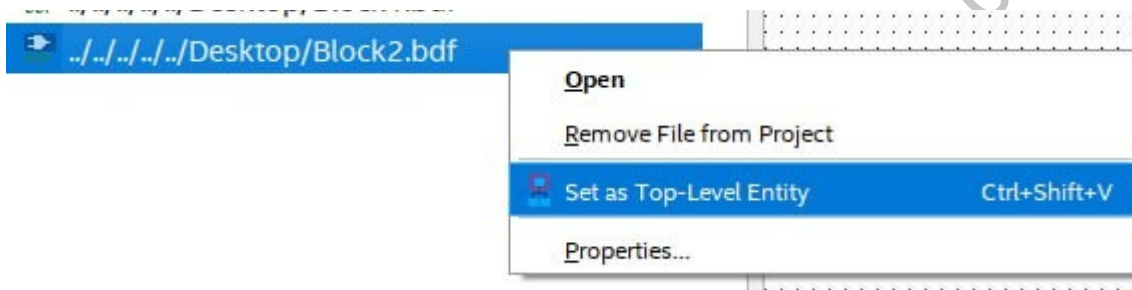 ../../../../../Desktop/Block2.bdf
Open
Remove File from Project
Set as Top-Level Entity Ctrl+Shift+V
Properties...